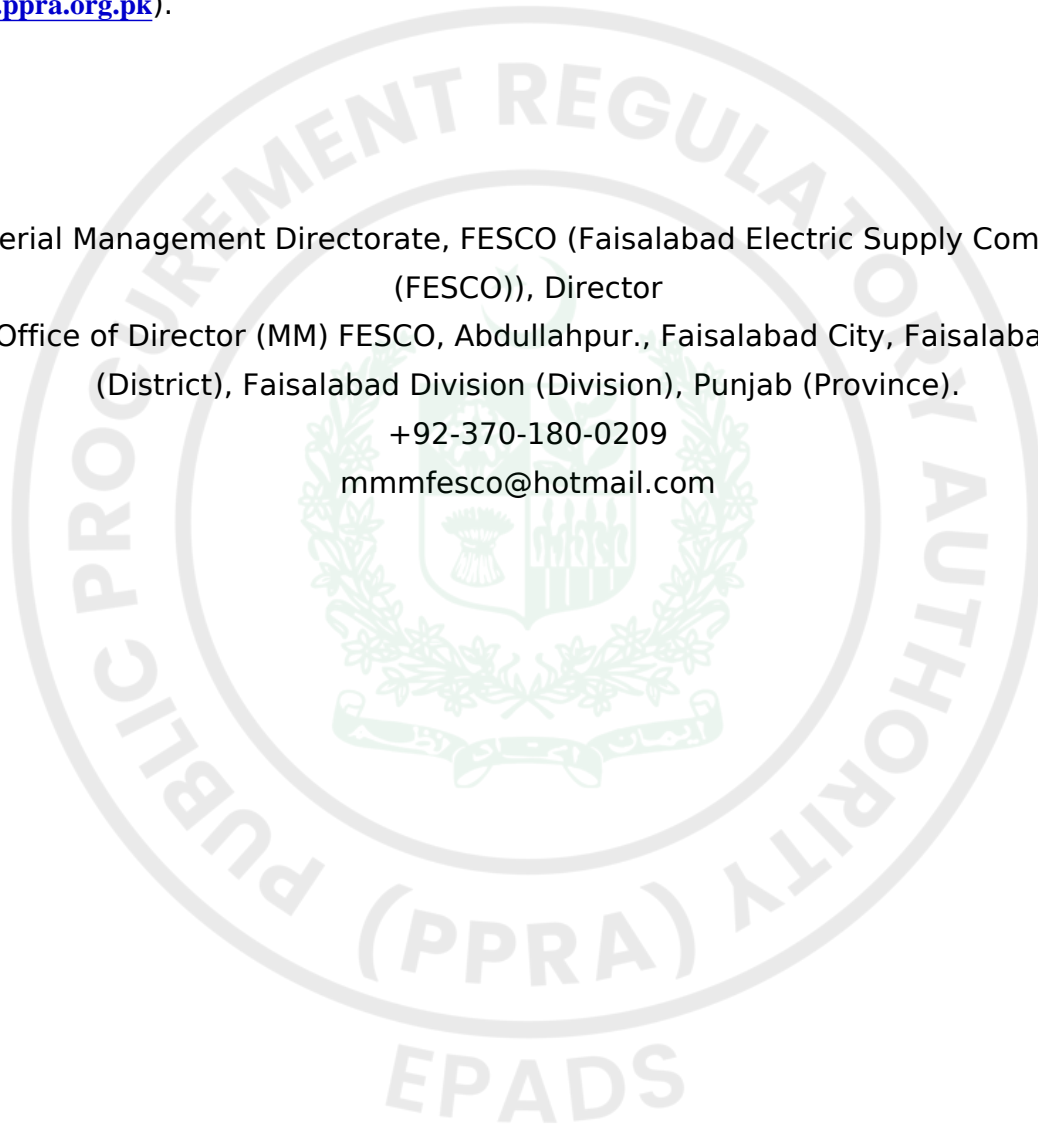 .ppra.org.pk).
erial Management Directorate, FESCO (Faisalabad Electric Supply Com
(FESCO)), Director
Office of Director (MM) FESCO, Abdullahpur., Faisalabad City, Faisalaba
(District), Faisalabad Division (Division), Punjab (Province).
+92-370-180-0209
mmmfesco@hotmail.com
PUBLIC PROCUREMENT REGULATORY AUTHORITY
(PPRA)
EPADS